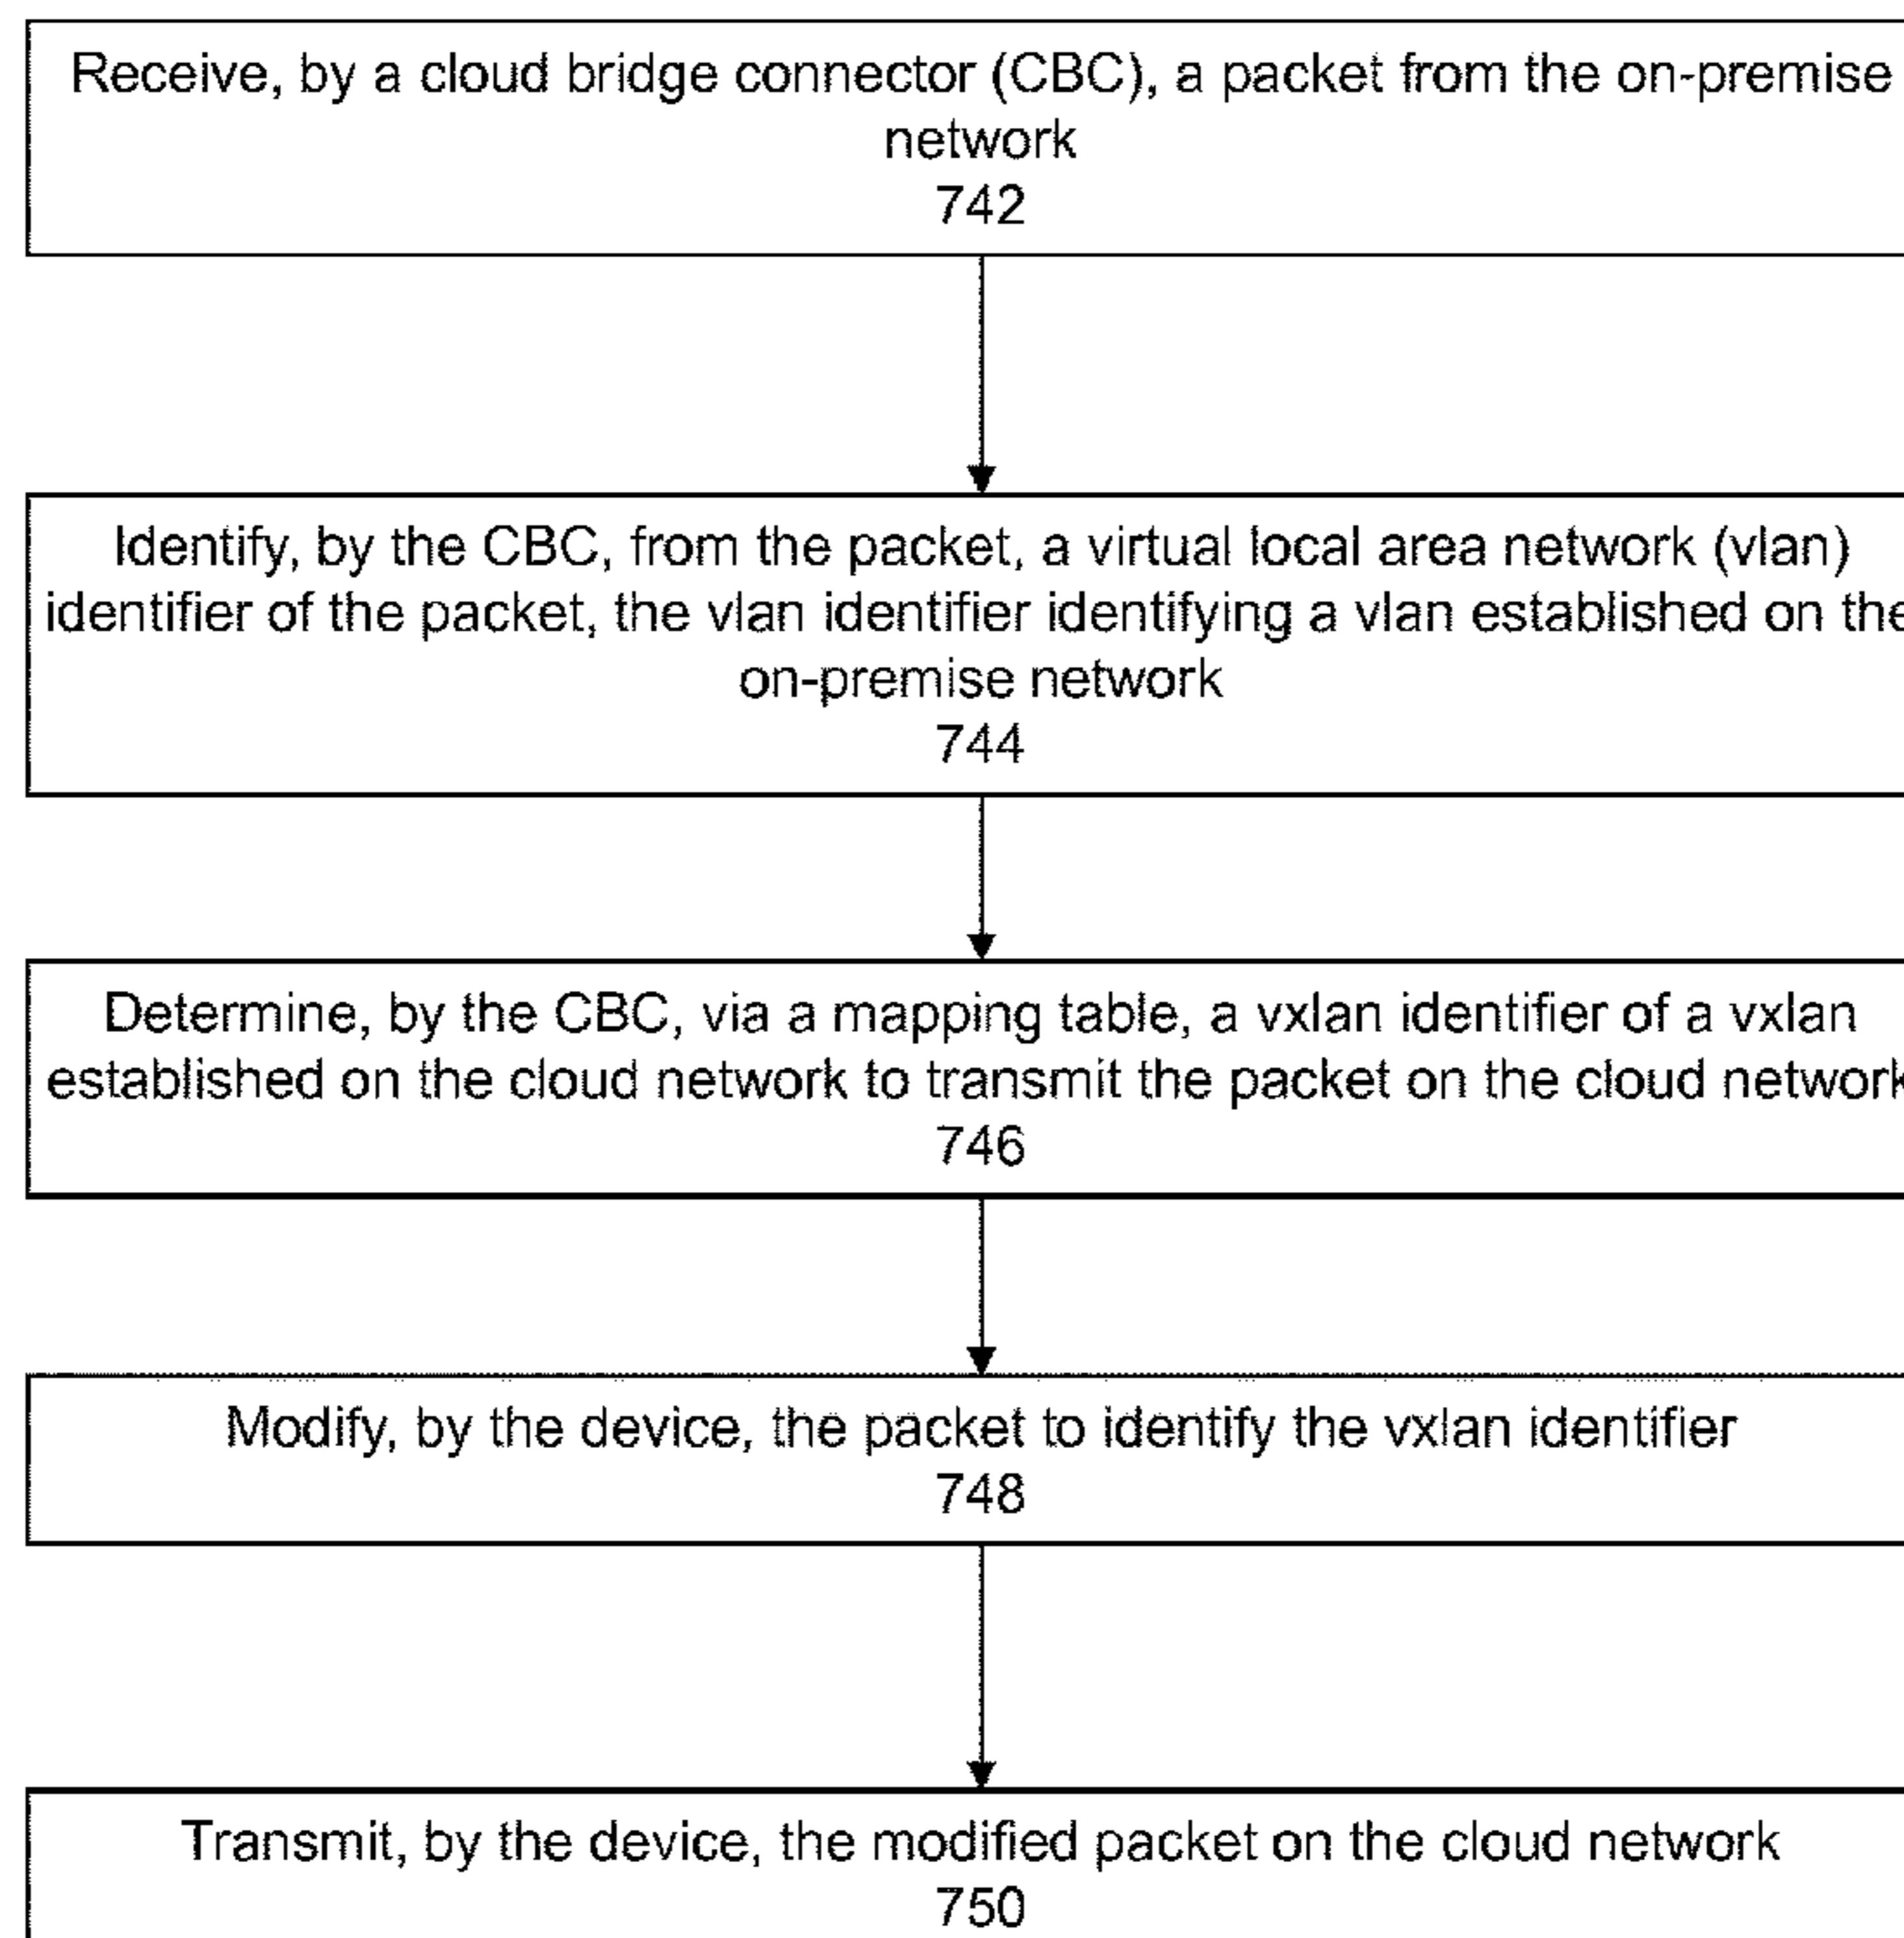 Receive, by a cloud bridge connector (CBC), a packet from the on-premise
network
742
Identify, by the CBC, from the packet, a virtual local area network (vlan)
identifier of the packet, the vlan identifier identifying a vlan established on the
on-premise network
744
Determine, by the CBC, via a mapping table, a vxlan identifier of a vxlan
established on the cloud network to transmit the packet on the cloud network
746
Modify, by the device, the packet to identify the vxlan identifier
748
Transmit, by the device, the modified packet on the cloud network
750